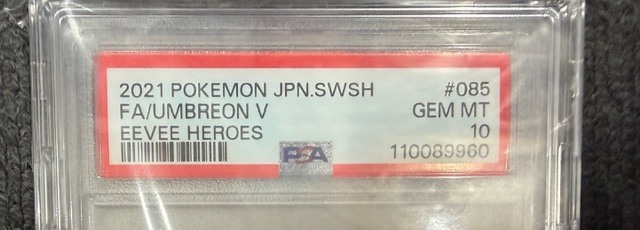 2021 POKEMON JPN.SWSH #085
FA/UMBREON V GEM MT
EEVEE HEROES 10
PSA 110089960